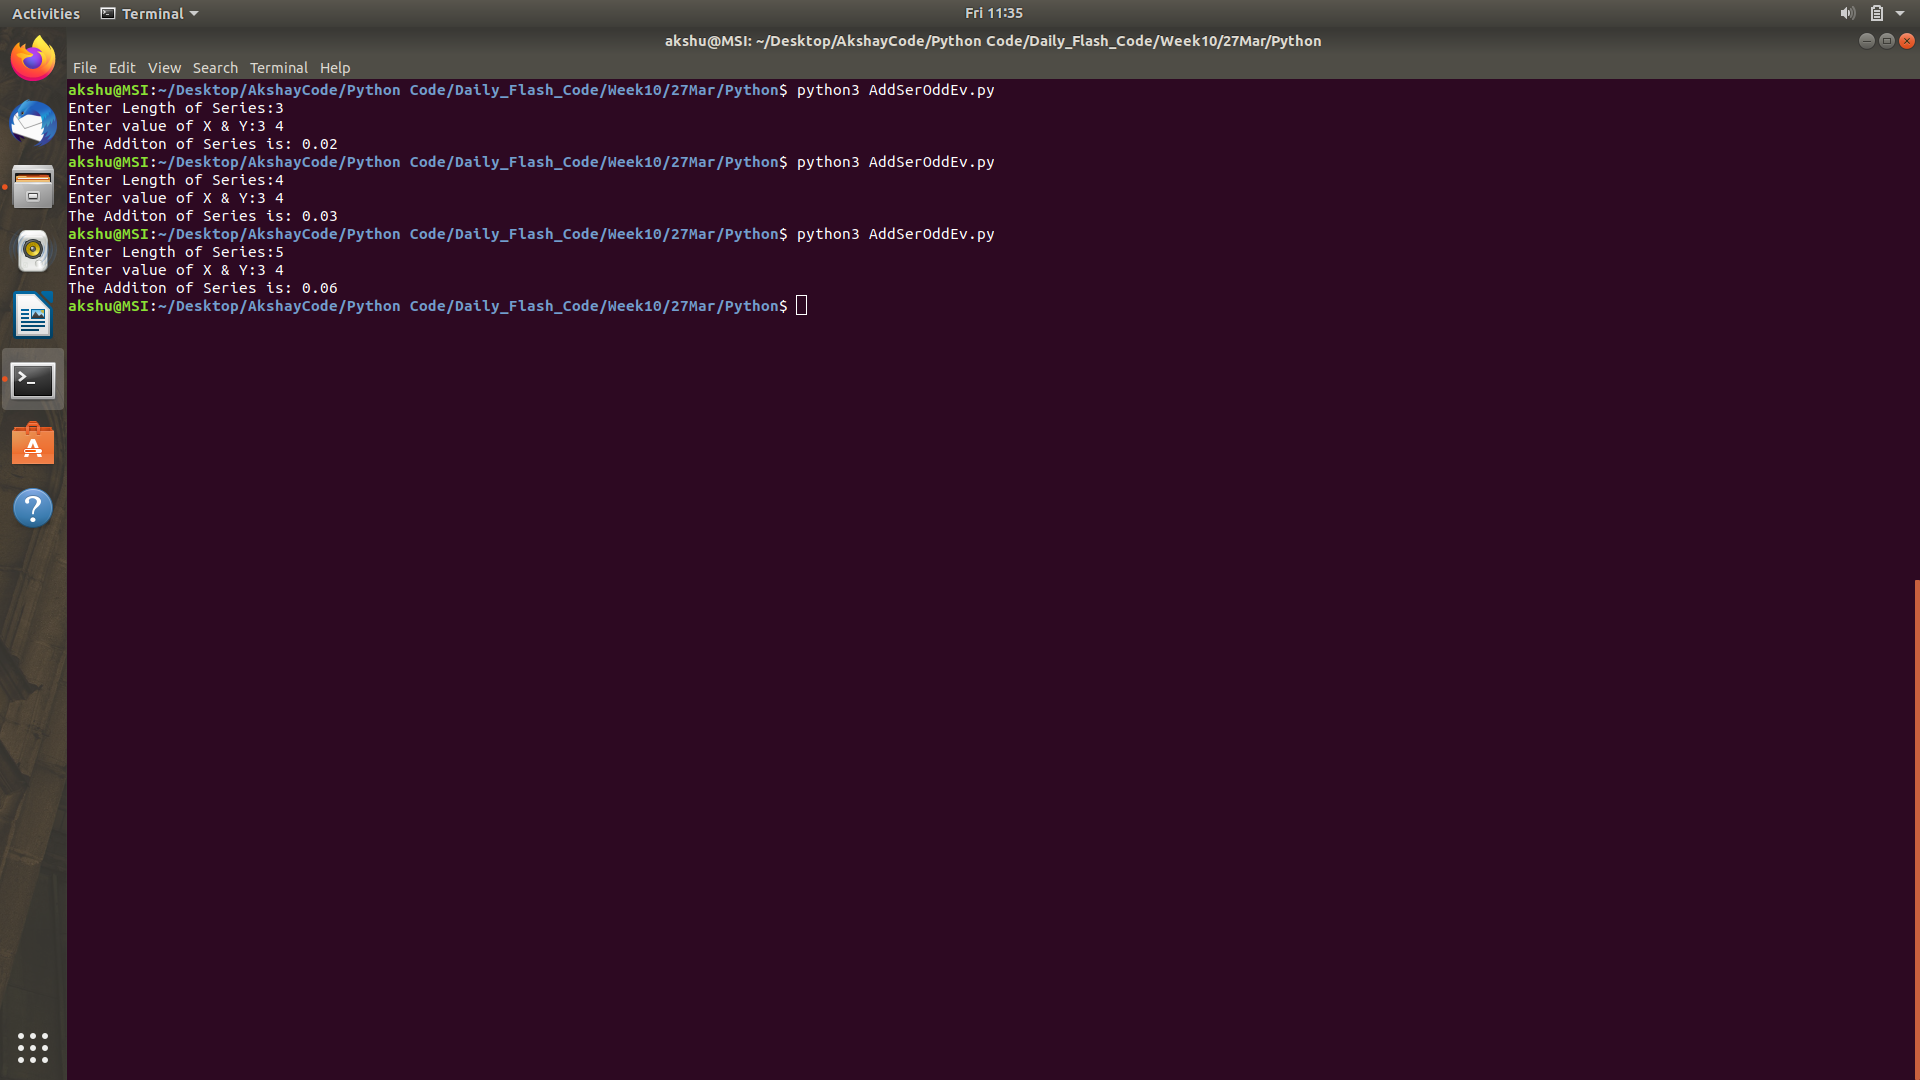 Activities Terminal Fri 11:35
akshu@MSI: ~/Desktop/AkshayCode/Python Code/Daily_Flash_Code/Week10/27Mar/Python
File Edit View Search Terminal Help
akshu@MSI:~/Desktop/AkshayCode/Python Code/Daily_Flash_Code/Week10/27Mar/Python$ python3 AddSerOddEv.py
Enter Length of Series:3
Enter value of X & Y:3 4
The Additon of Series is: 0.02
akshu@MSI:~/Desktop/AkshayCode/Python Code/Daily_Flash_Code/Week10/27Mar/Python$ python3 AddSerOddEv.py
Enter Length of Series:4
Enter value of X & Y:3 4
The Additon of Series is: 0.03
akshu@MSI:~/Desktop/AkshayCode/Python Code/Daily_Flash_Code/Week10/27Mar/Python$ python3 AddSerOddEv.py
Enter Length of Series:5
Enter value of X & Y:3 4
The Additon of Series is: 0.06
akshu@MSI:~/Desktop/AkshayCode/Python Code/Daily_Flash_Code/Week10/27Mar/Python$